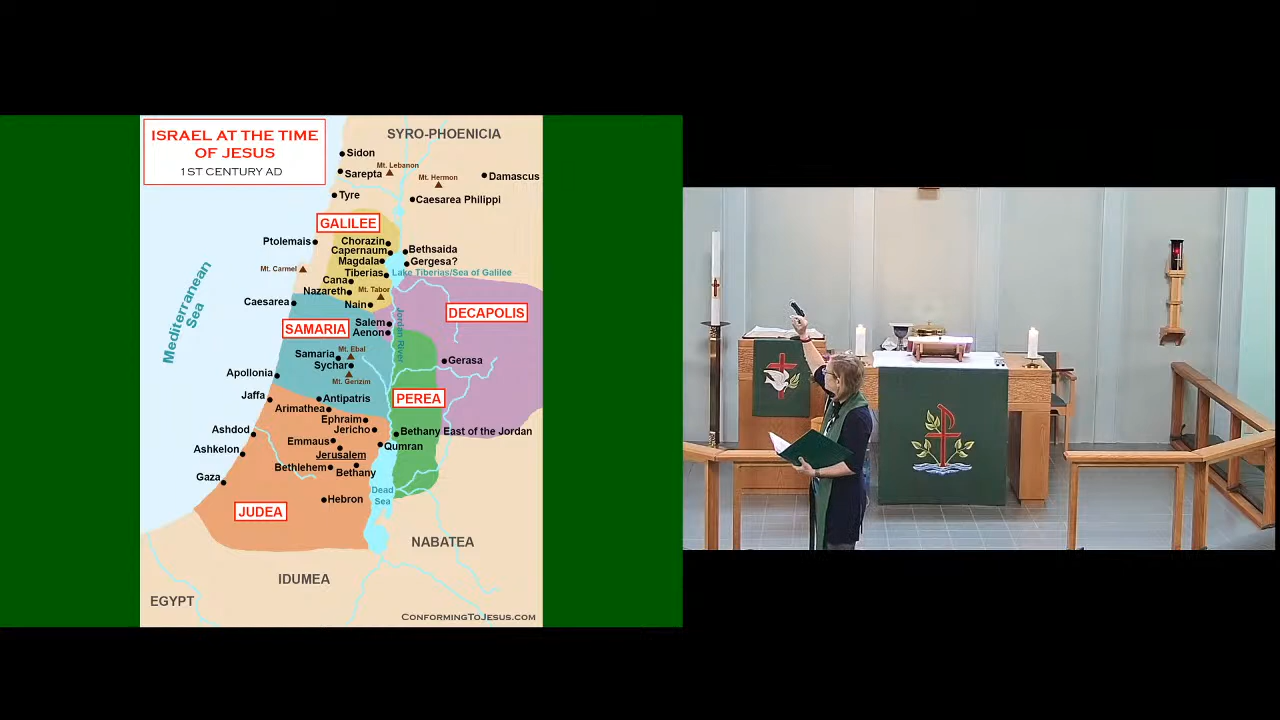 ISRAEL AT THE TIME
OF JESUS
1ST CENTURY AD
SYRO-PHOENICIA
Sidon
Mt. Lebanon
Sarepta
Mt. Hermon
Damascus
Tyre
Caesarea Philippi
GALILEE
Ptolemais
Chorazin
Capernaum
Bethsaida
Magdala
Gergesa?
Mt. Carmel
Tiberias
Lake Tiberias/Sea of Galilee
Cana
Nazareth
Mt. Tabor
Caesarea
Nain
Mediterranean
Sea
DECAPOLIS
SAMARIA
Salem
Aenon
Jordan River
Samaria
Mt. Ebal
Sychar
Gerasa
Mt. Gerizim
Apollonia
Jaffa
Antipatris
PEREA
Arimathea
Ephraim
Jericho
Bethany East of the Jordan
Ashdod
Emmaus
Qumran
Ashkelon
Jerusalem
Bethlehem
Bethany
Gaza
Dead
Sea
Hebron
JUDEA
NABATEA
IDUMEA
EGYPT
CONFORMINGTOJESUS.COM